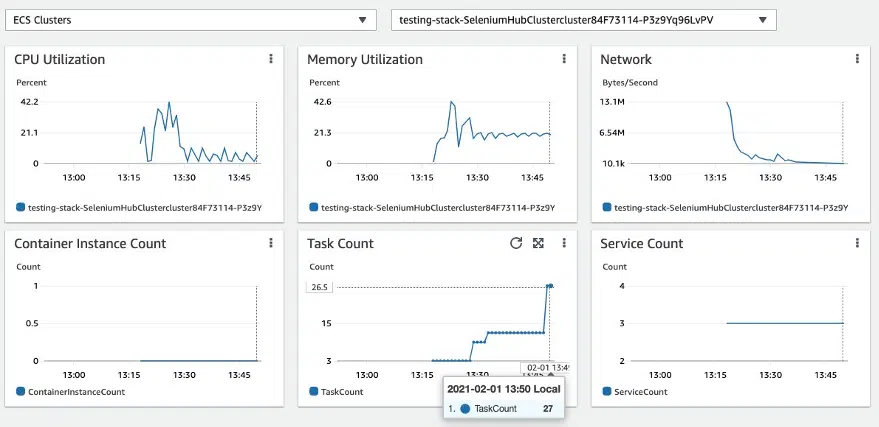 ECS Clusters
testing-stack-SeleniumHubClustercluster84F73114-P3z9Yq96LvPV
CPU Utilization
Percent
42.2
21.1
0
13:00 13:15 13:30 13:45
testing-stack-SeleniumHubClustercluster84F73114-P3z9Y
Memory Utilization
Percent
42.6
21.3
0
13:00 13:15 13:30 13:45
testing-stack-SeleniumHubClustercluster84F73114-P3z9Y
Network
Bytes/Second
13.1M
6.54M
10.1k
13:00 13:15 13:30 13:45
testing-stack-SeleniumHubClustercluster84F73114-P3z9Y
Container Instance Count
Count
1
0.5
0
13:00 13:15 13:30 13:45
ContainerInstanceCount
Task Count
Count
26.5
15
3
13:00 13:15 13:30 13:45
02-01 13:49
TaskCount
2021-02-01 13:50 Local
1. TaskCount 27
Service Count
Count
4
3
2
13:00 13:15 13:30 13:45
ServiceCount